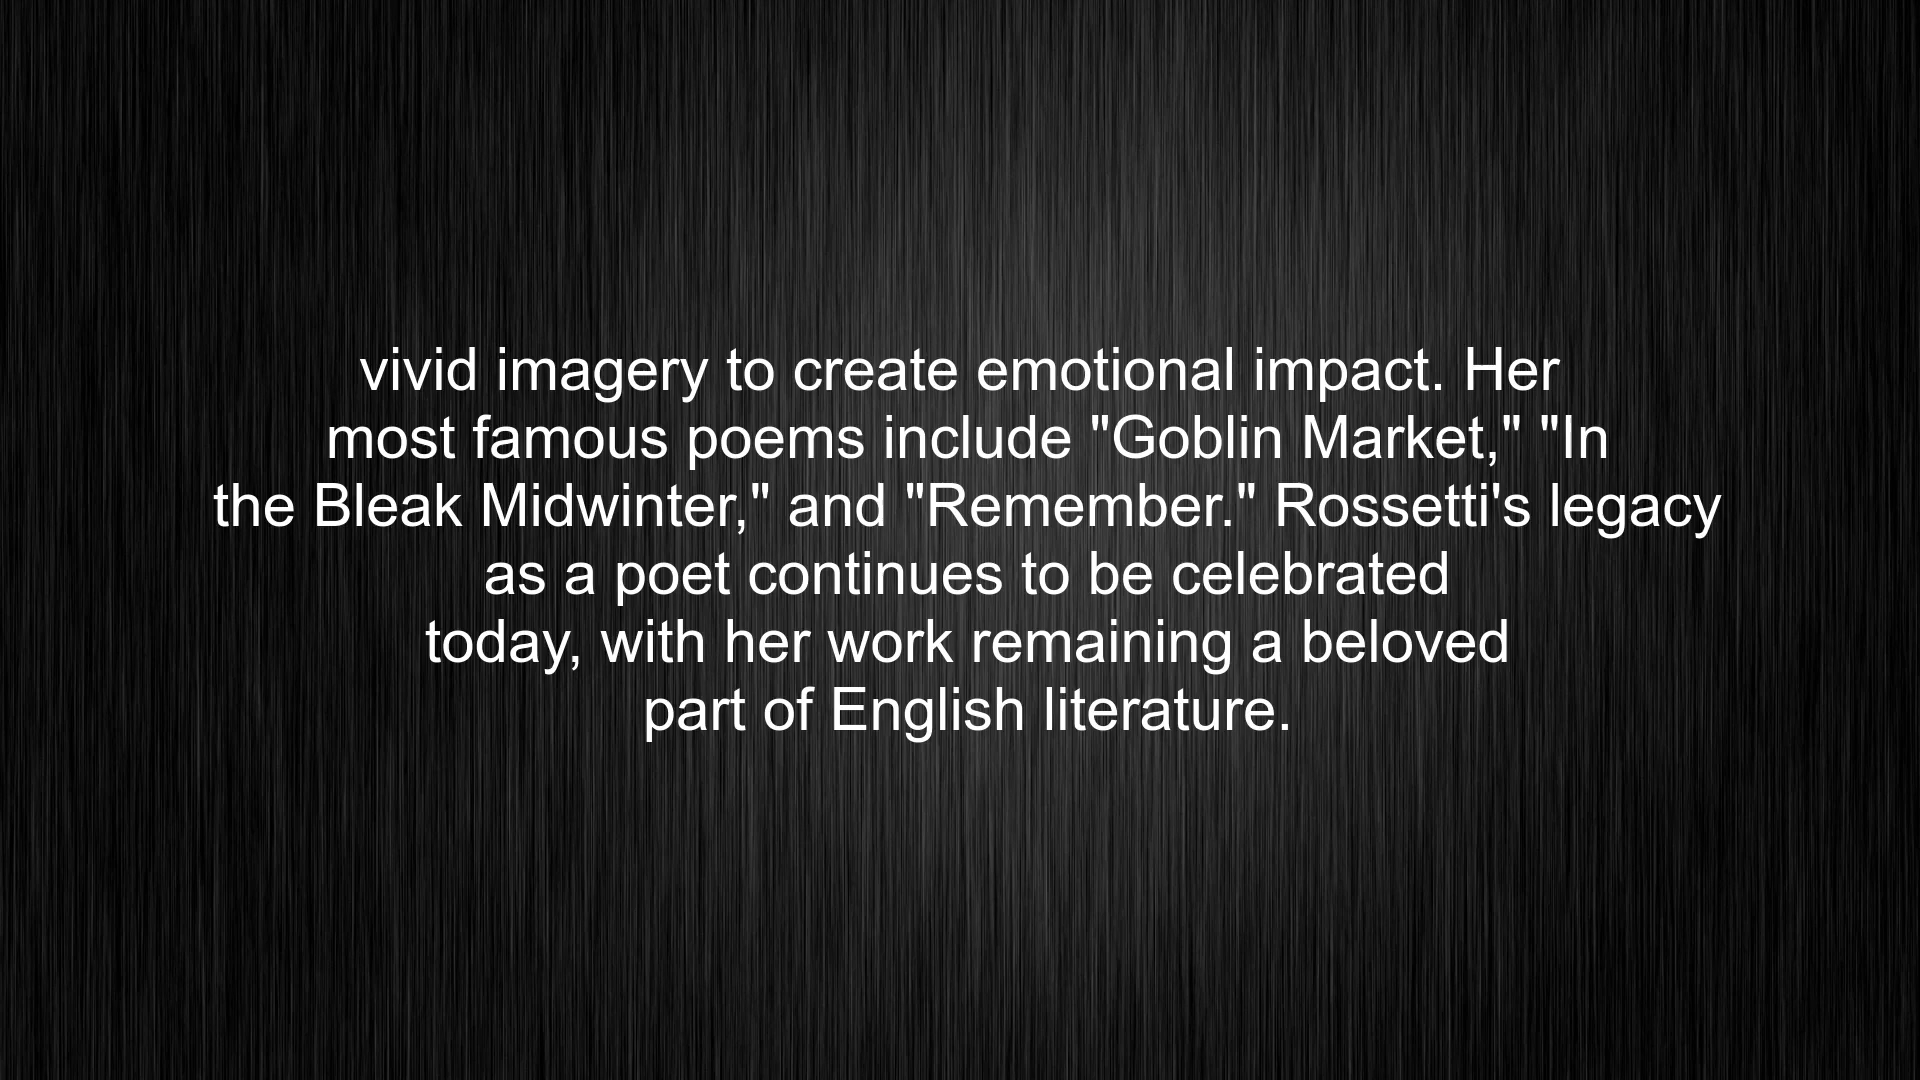 vivid imagery to create emotional impact. Her
most famous poems include "Goblin Market," "In
the Bleak Midwinter," and "Remember." Rossetti's legacy
as a poet continues to be celebrated
today, with her work remaining a beloved
part of English literature.